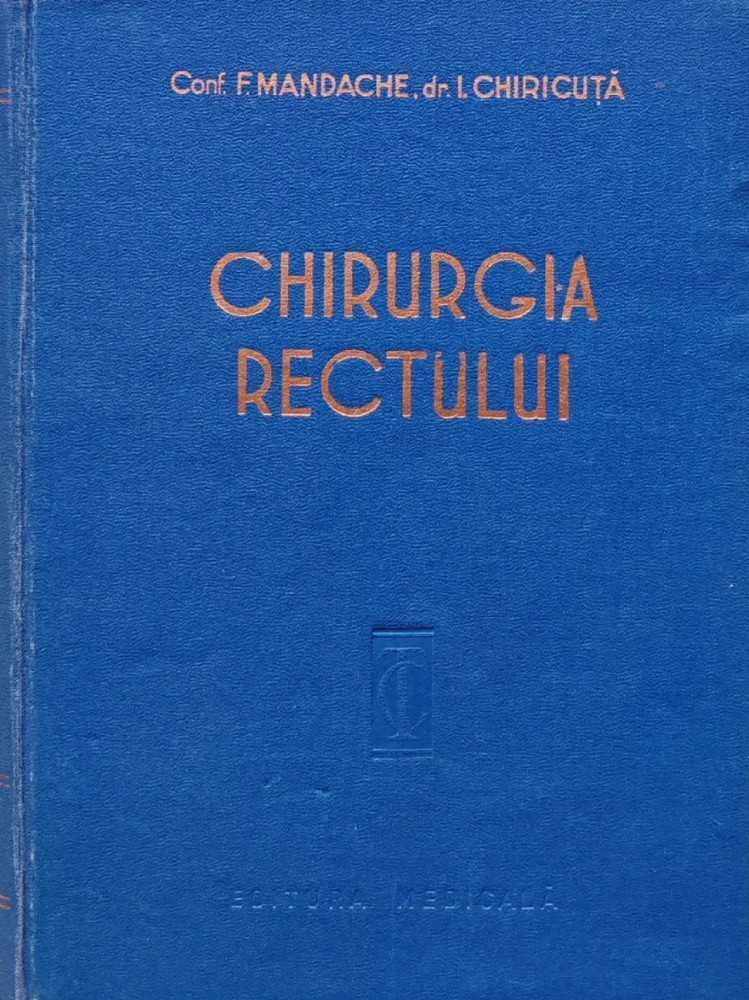 Conf. F. MANDACHE, dr. I. CHIRICUȚĂ
CHIRURGIA
RECTULUI
EDITURA MEDICALĂ